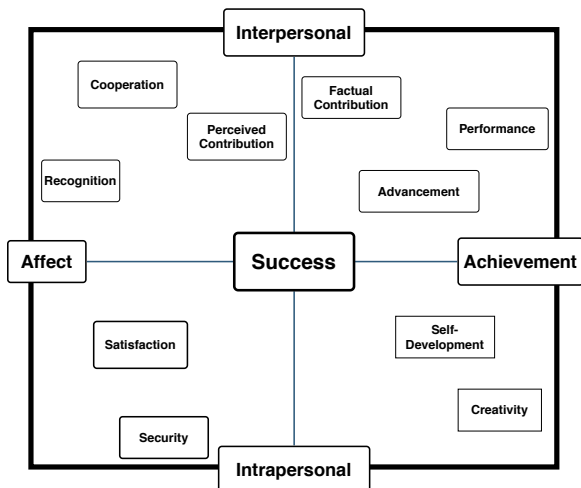 Interpersonal
Cooperation
Factual
Contribution
Perceived
Contribution
Performance
Recognition
Advancement
Affect
Success
Achievement
Satisfaction
Self-
Development
Creativity
Security
Intrapersonal